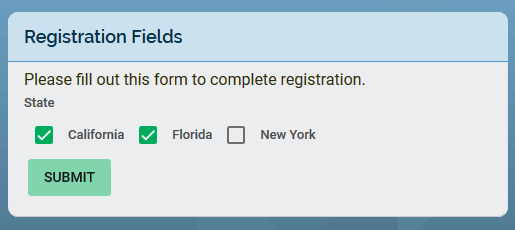 Registration Fields
Please fill out this form to complete registration.
State
California Florida New York
SUBMIT